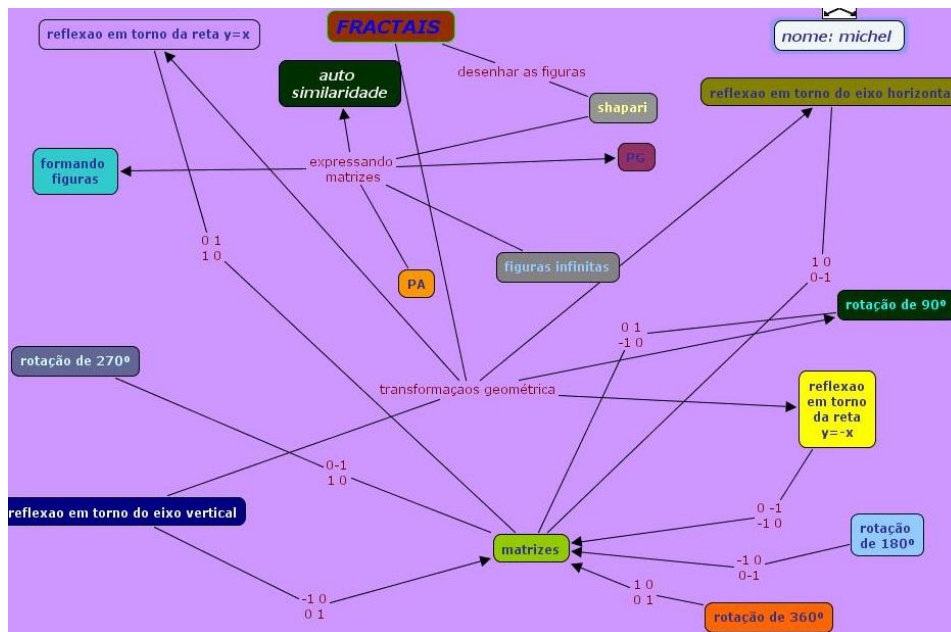 FRACTAIS
nome: michel
reflexao em torno da reta y=x
desenhar as figuras
auto
similaridade
reflexao em torno do eixo horizonta
shapari
formando
figuras
expressando
matrizes
PG
0 1
1 0
figuras infinitas
1 0
0-1
PA
rotação de 90º
0 1
-1 0
rotação de 270º
transformaçaos geométrica
reflexao
em torno
da reta
y=-x
0-1
1 0
reflexao em torno do eixo vertical
0 -1
-1 0
matrizes
rotação
de 180º
-1 0
0-1
-1 0
0 1
1 0
0 1
rotação de 360º